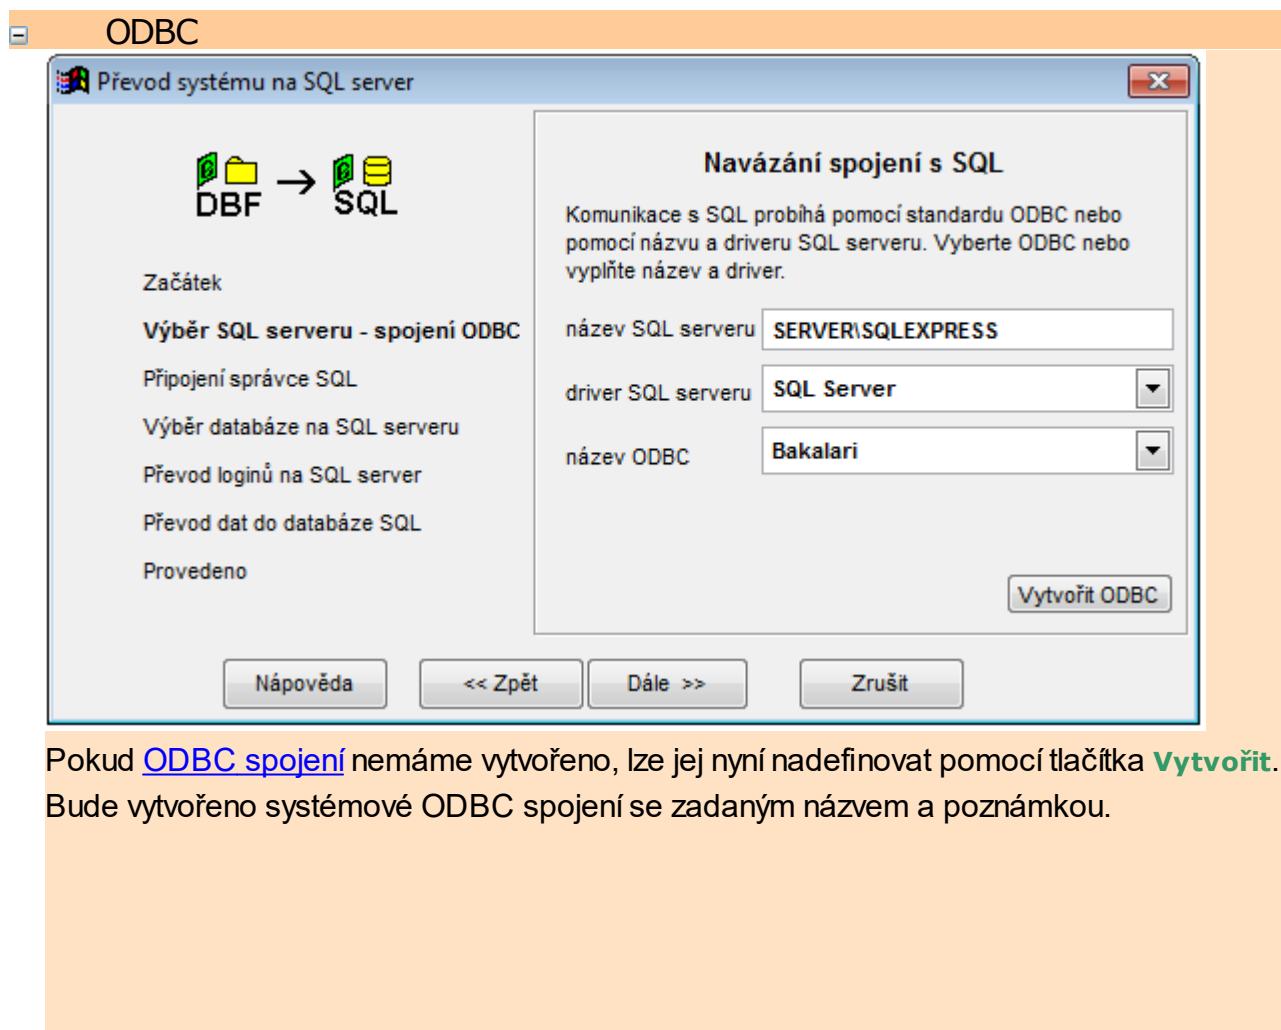 ODBC
Převod systému na SQL server
DBF → SQL
Začátek
Výběr SQL serveru - spojení ODBC
Připojení správce SQL
Výběr databáze na SQL serveru
Převod loginů na SQL server
Převod dat do databáze SQL
Provedeno
Navázání spojení s SQL
Komunikace s SQL probíhá pomocí standardu ODBC nebo
pomocí názvu a driveru SQL serveru. Vyberte ODBC nebo
vyplňte název a driver.
název SQL serveru SERVER\SQLEXPRESS
driver SQL serveru SQL Server
název ODBC Bakalari
Vytvořit ODBC
Nápověda << Zpět Dále >> Zrušit
Pokud ODBC spojení nemáme vytvořeno, lze jej nyní nadefinovat pomocí tlačítka Vytvořit.
Bude vytvořeno systémové ODBC spojení se zadaným názvem a poznámkou.